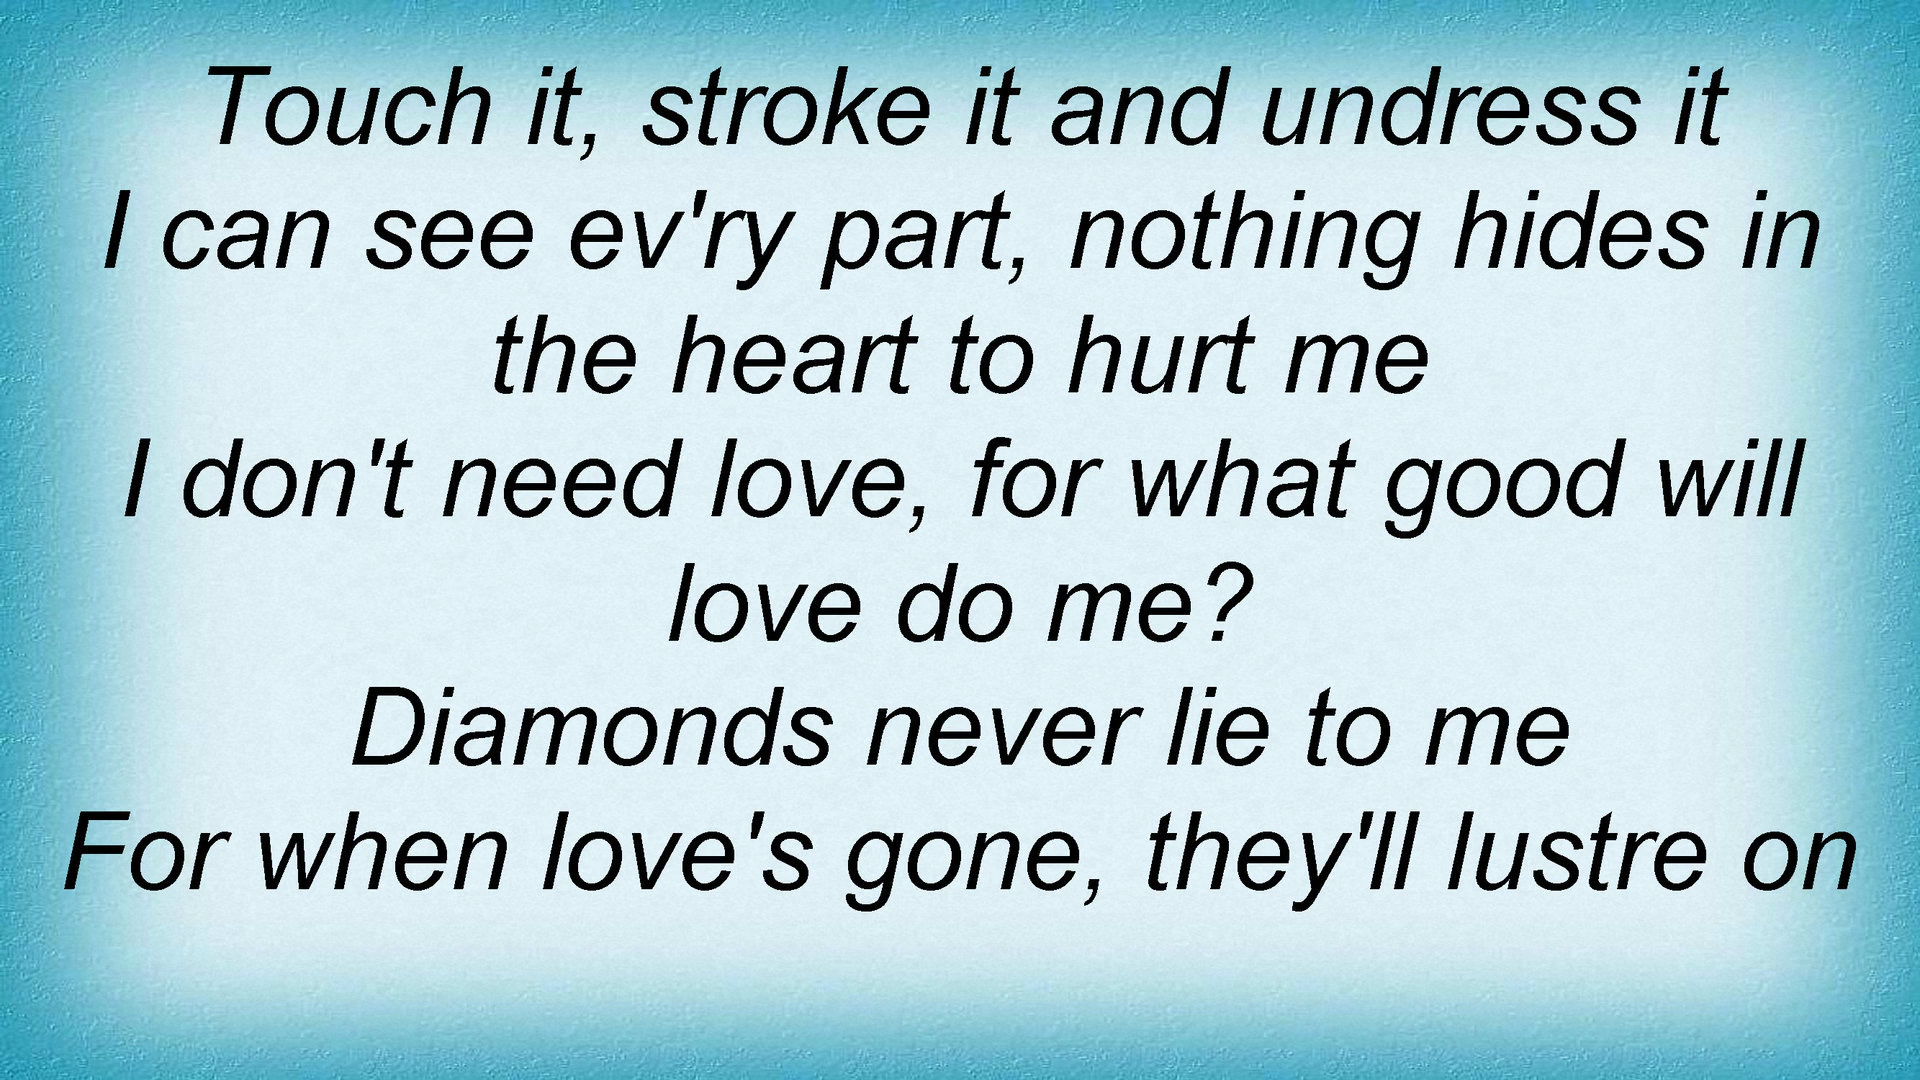 Touch it, stroke it and undress it
I can see ev'ry part, nothing hides in
the heart to hurt me
I don't need love, for what good will
love do me?
Diamonds never lie to me
For when love's gone, they'll lustre on